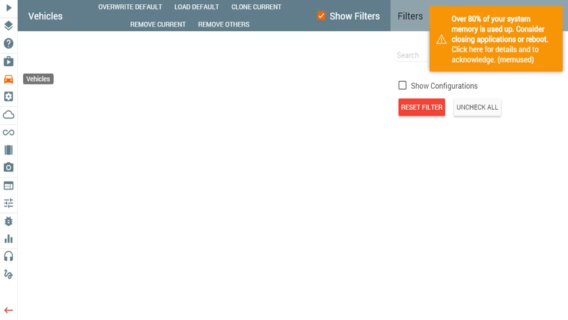 OVERWRITE DEFAULT LOAD DEFAULT CLONE CURRENT
Vehicles
Show Filters
Filters
REMOVE CURRENT REMOVE OTHERS
Over 80% of your system
memory is used up. Consider
closing applications or reboot.
Click here for details and to
acknowledge. (memused)
Search
Vehicles
Show Configurations
RESET FILTER
UNCHECK ALL